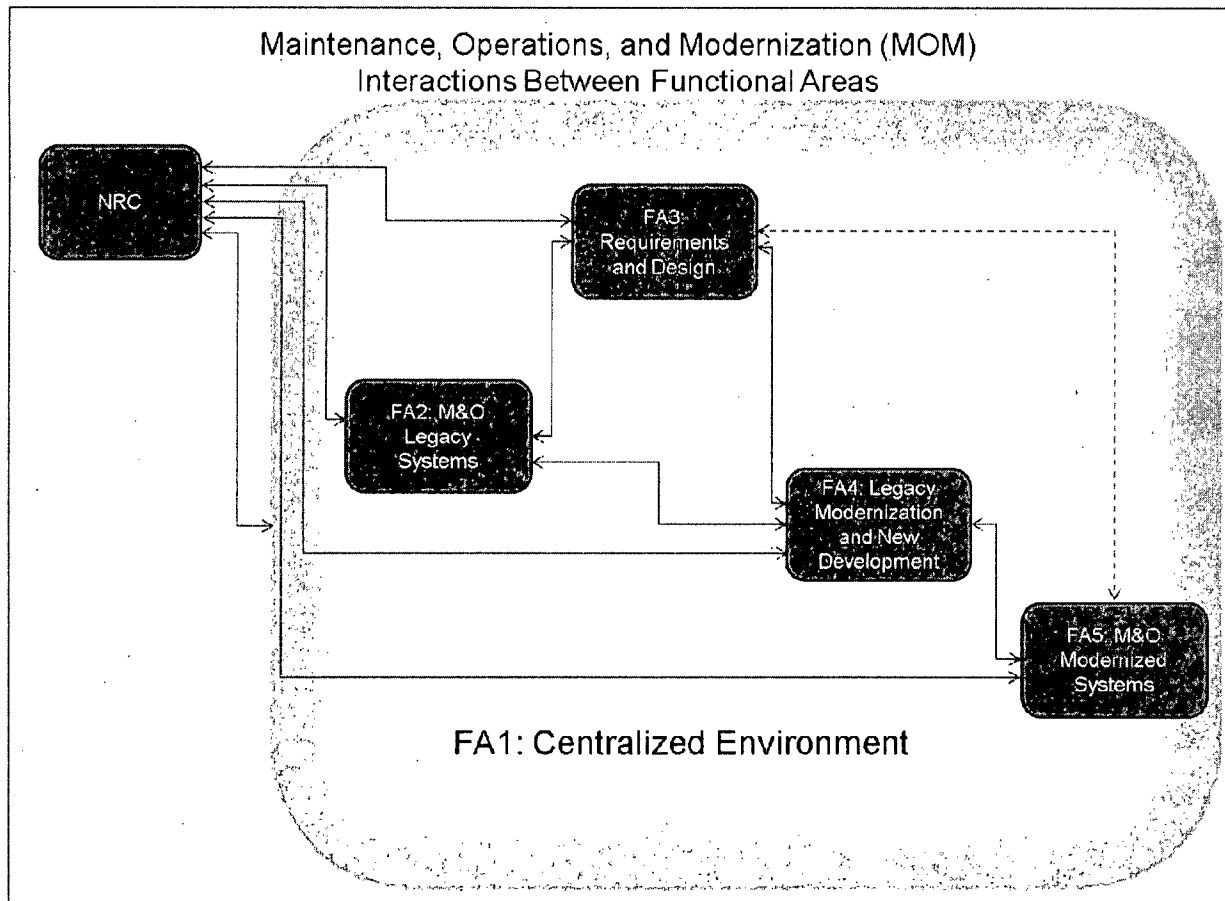 Maintenance, Operations, and Modernization (MOM)
Interactions Between Functional Areas
NRC
FA3:
Requirements
and Design
FA2: M&O
Legacy
Systems
FA4: Legacy
Modernization
and New
Development
FA5: M&O
Modernized
Systems
FA1: Centralized Environment